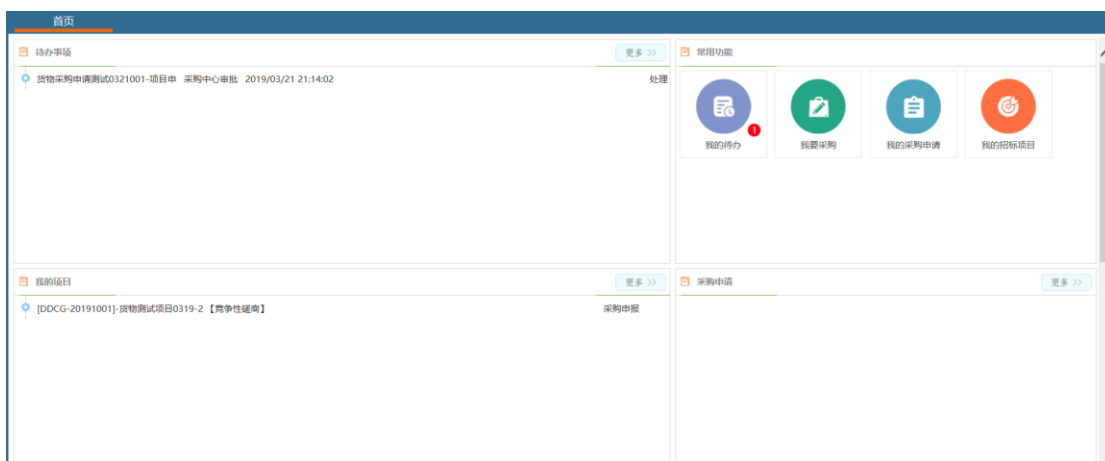 首页
待办事项 更多 >>
货物采购申请测试0321001-项目申 采购中心审批 2019/03/21 21:14:02 处理
常用功能
1
我的待办 我要采购 我的采购申请 我的招标项目
我的项目 更多 >>
[DDCG-20191001]-货物测试项目0319-2 【竞争性磋商】 采购申报
采购申请 更多 >>